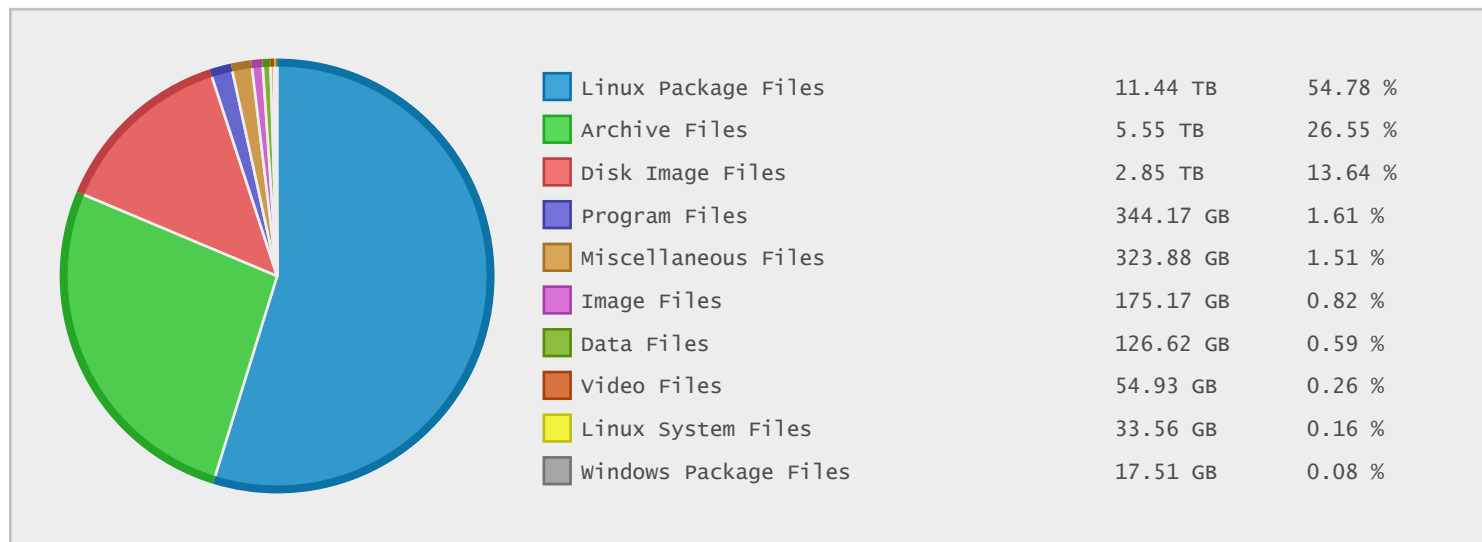 Linux Package Files 11.44 TB 54.78 %
Archive Files 5.55 TB 26.55 %
Disk Image Files 2.85 TB 13.64 %
Program Files 344.17 GB 1.61 %
Miscellaneous Files 323.88 GB 1.51 %
Image Files 175.17 GB 0.82 %
Data Files 126.62 GB 0.59 %
Video Files 54.93 GB 0.26 %
Linux System Files 33.56 GB 0.16 %
Windows Package Files 17.51 GB 0.08 %